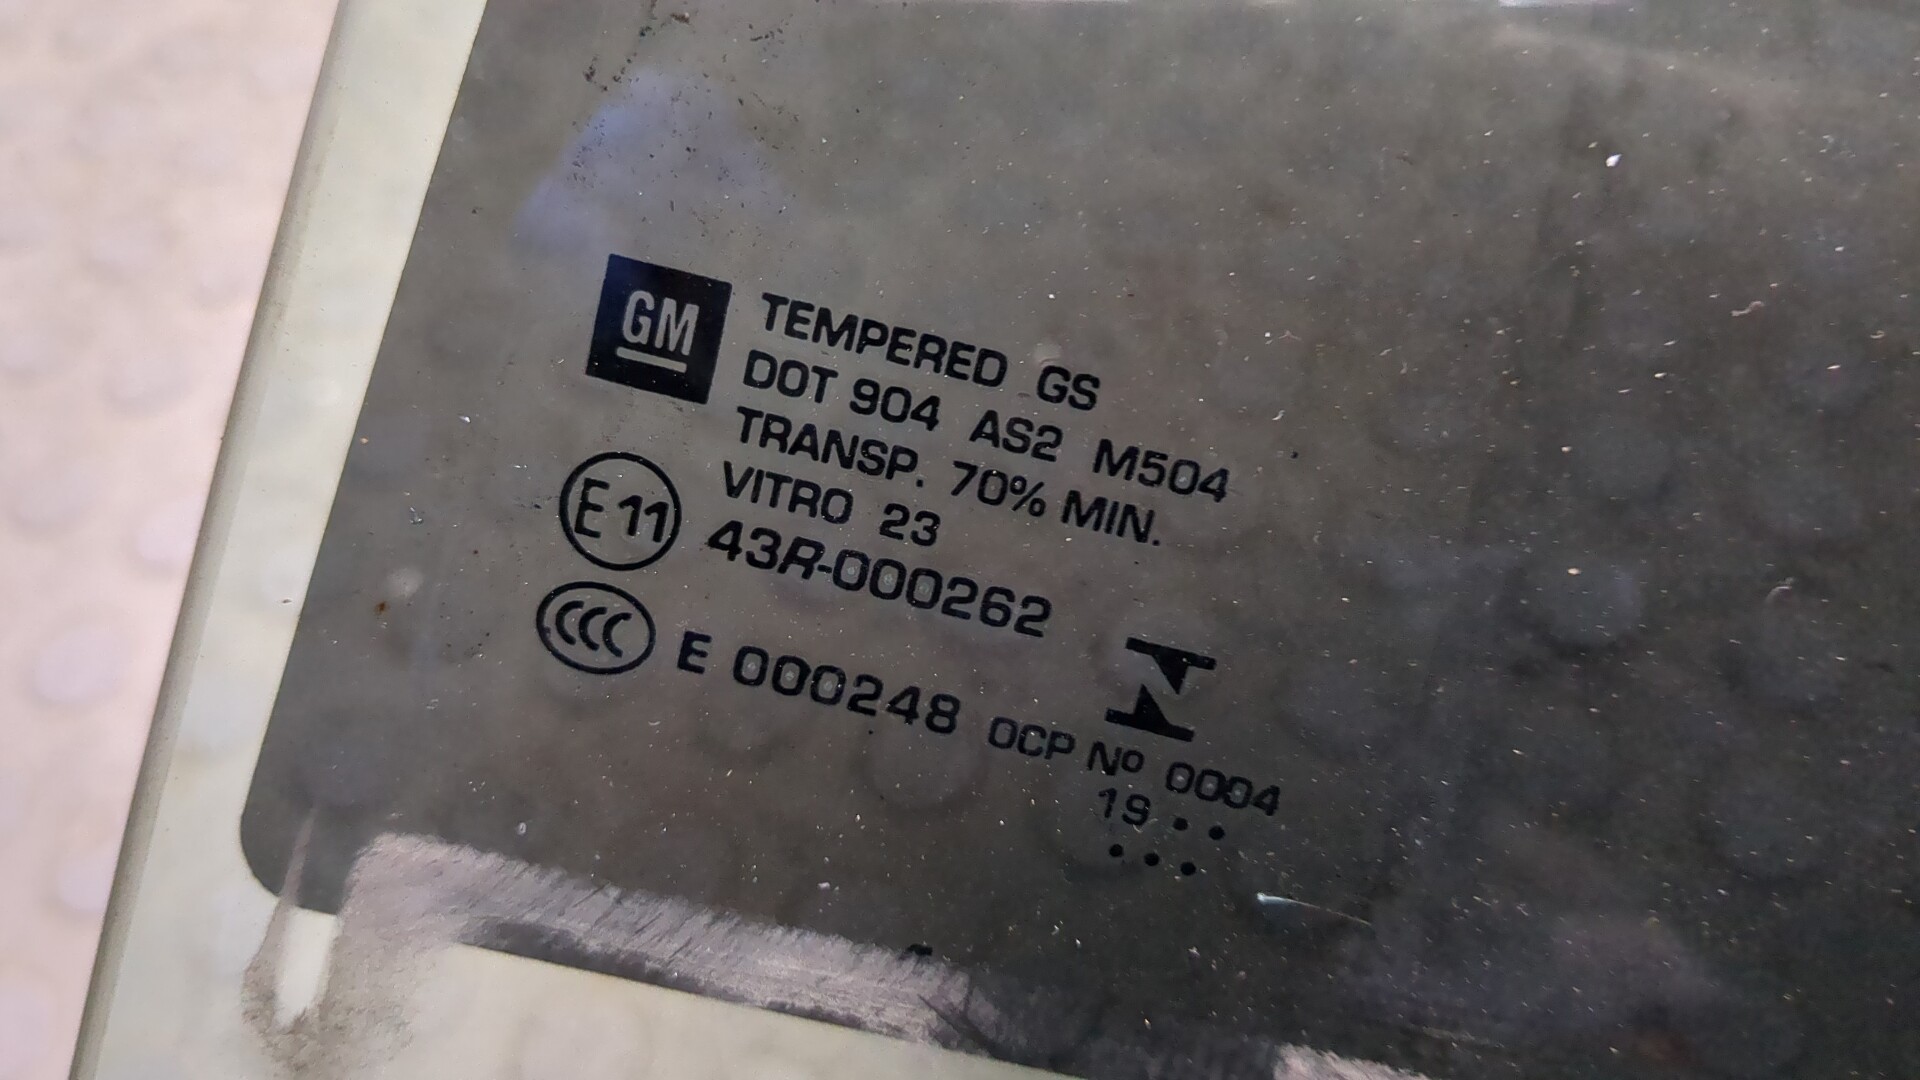 GM
TEMPERED GS
DOT 904 AS2 M504
TRANSP. 70% MIN.
VITRO 23
E11 43R-000262
CCC E 000248
OCP Nº 0004
19 • •
• • •